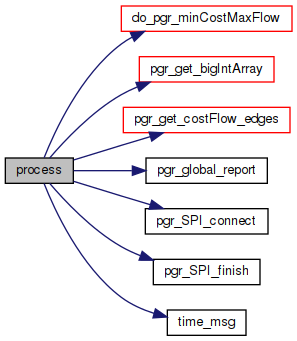 do_pgr_minCostMaxFlow
pgr_get_bigIntArray
pgr_get_costFlow_edges
process
pgr_global_report
pgr_SPI_connect
pgr_SPI_finish
time_msg